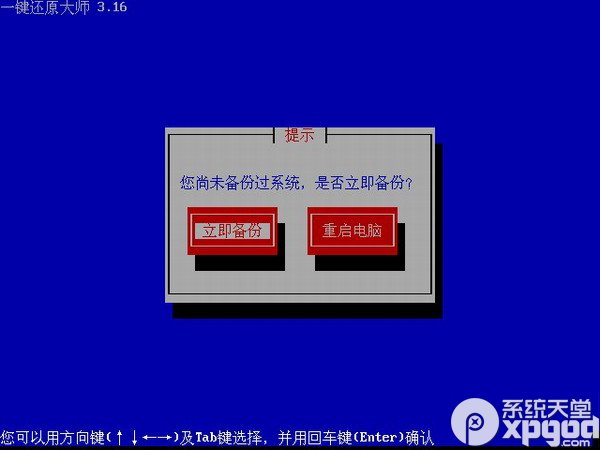 一键还原大师 3.16
提示
您尚未备份过系统，是否立即备份？
立即备份 重启电脑
系统天堂
xpgod
.com
您可以用方向键(↑↓←→)及Tab键选择，并用回车键(Enter)确认